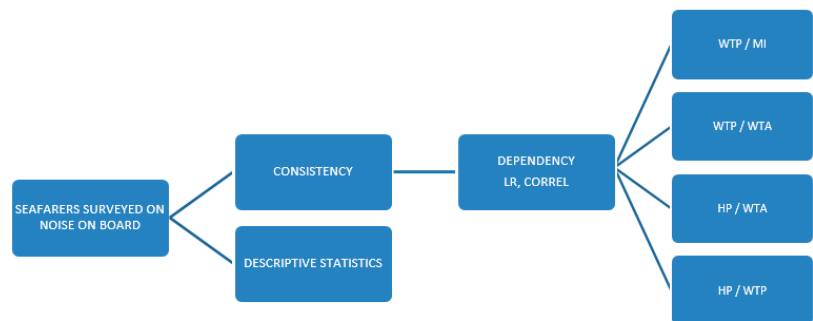 SEAFARERS SURVEYED ON
NOISE ON BOARD
CONSISTENCY
DESCRIPTIVE STATISTICS
DEPENDENCY
LR, CORREL
WTP / MI
WTP / WTA
HP / WTA
HP / WTP